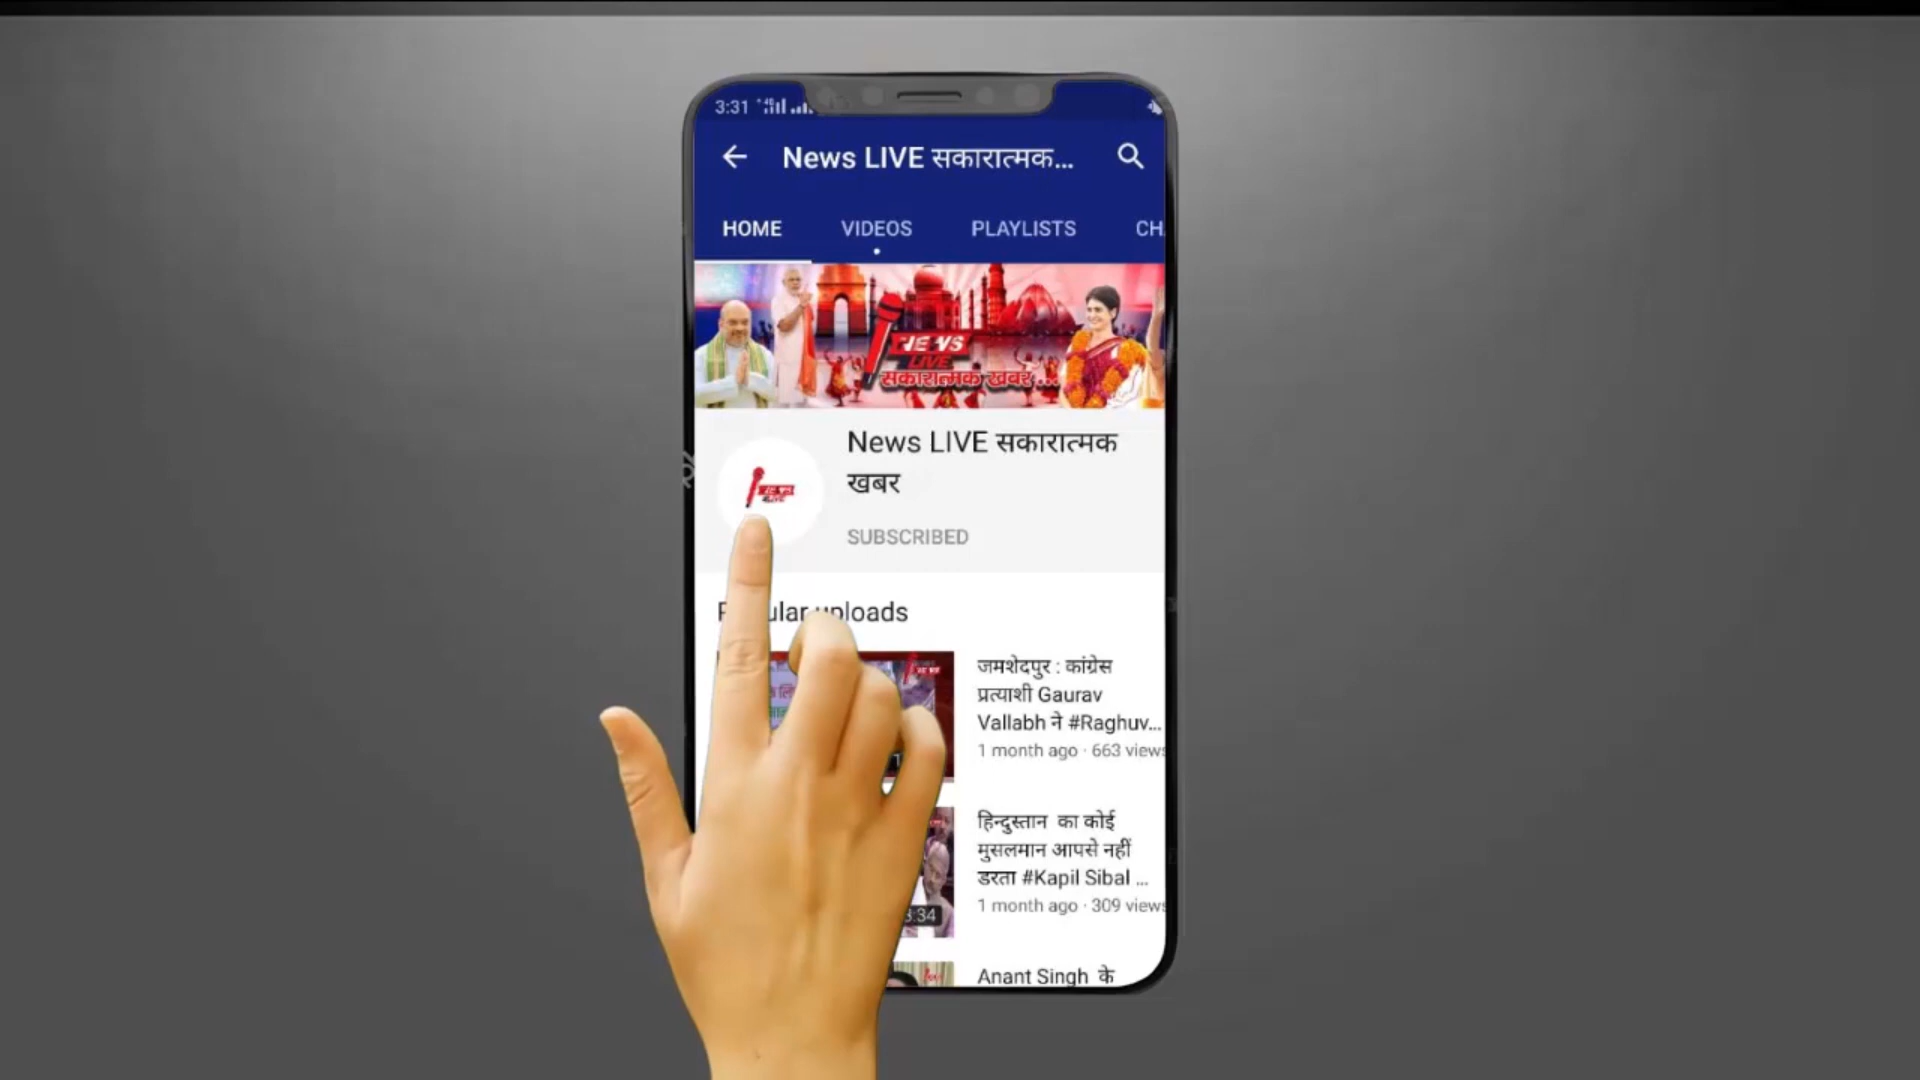 3:31
News LIVE सकारात्मक...
HOME VIDEOS PLAYLISTS CH
NEWS
LIVE
सकारात्मक खबर ...
News LIVE सकारात्मक
खबर
SUBSCRIBED
uploads
जमशेदपुर : कांग्रेस
प्रत्याशी Gaurav
Vallabh ने #Raghuv...
1 month ago · 663 views
हिन्दुस्तान का कोई
मुसलमान आपसे नहीं
डरता #Kapil Sibal ...
1 month ago · 309 views
3:34
Anant Singh के